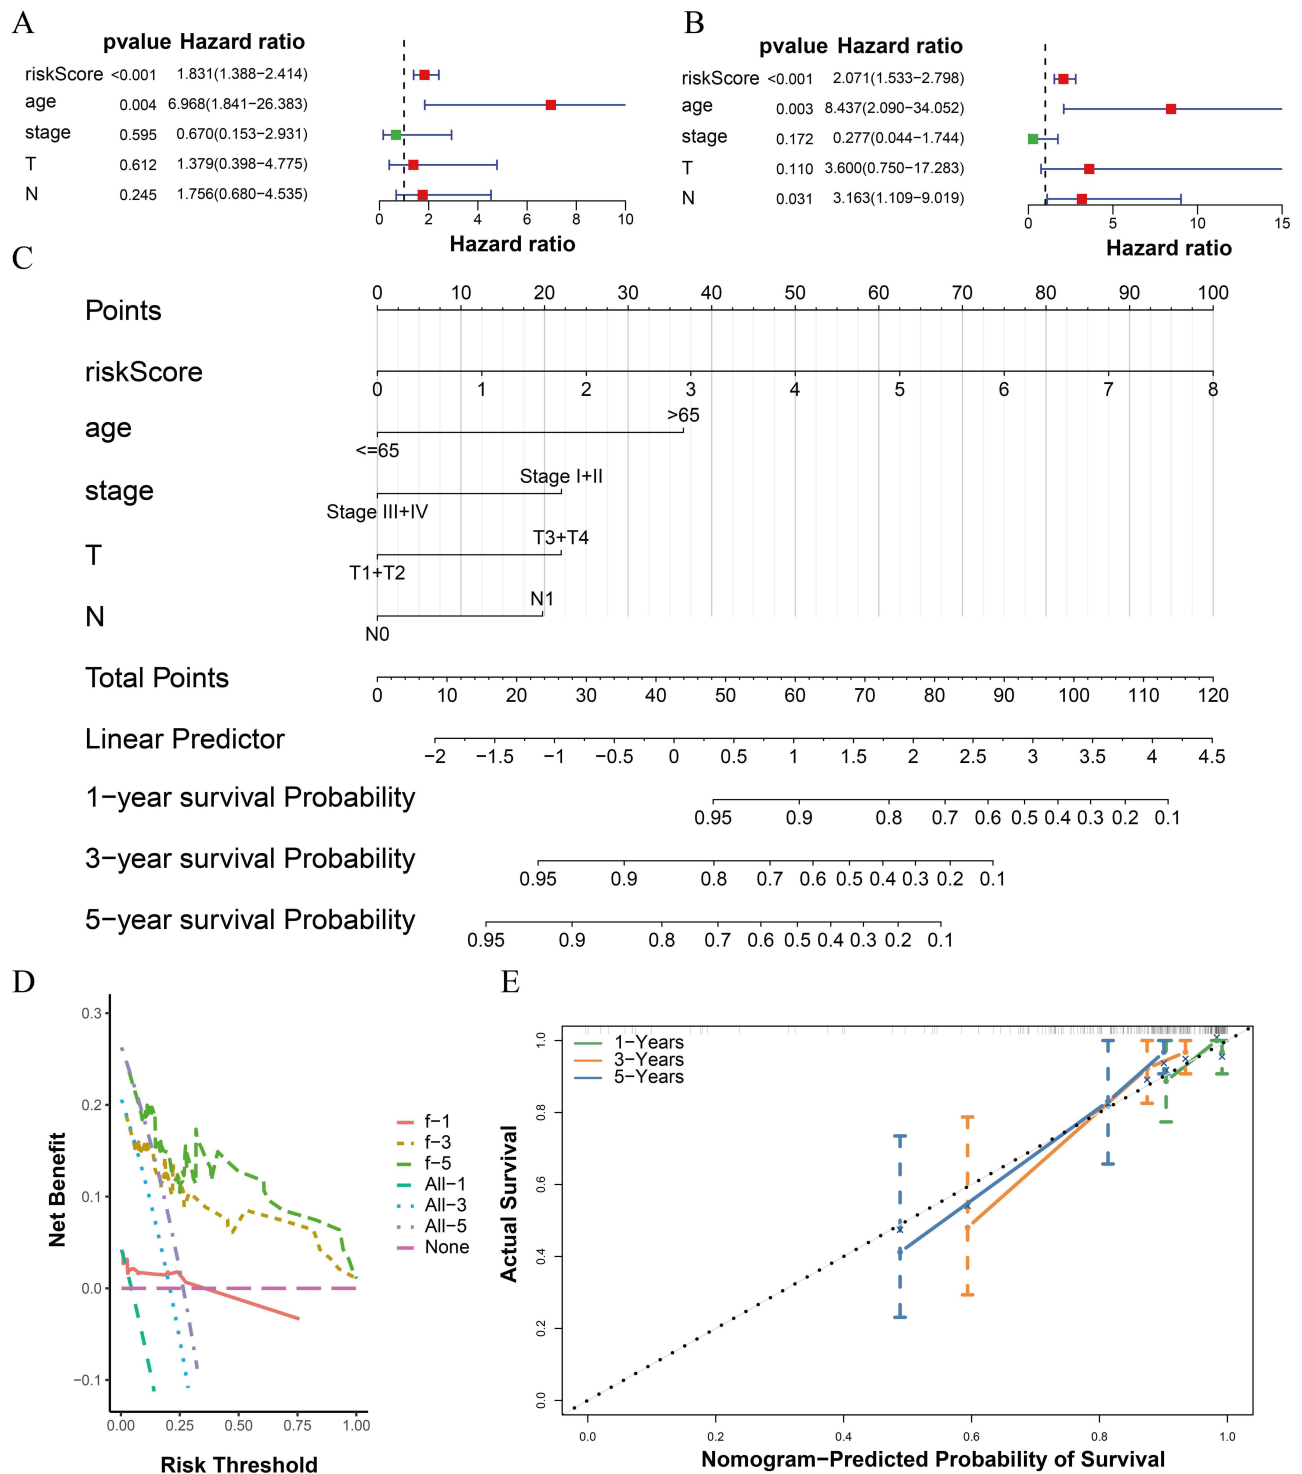 A
pvalue Hazard ratio
riskScore <0.001 1.831(1.388−2.414)
age 0.004 6.968(1.841−26.383)
stage 0.595 0.670(0.153−2.931)
T 0.612 1.379(0.398−4.775)
N 0.245 1.756(0.680−4.535)
0 2 4 6 8 10
Hazard ratio
B
pvalue Hazard ratio
riskScore <0.001 2.071(1.533−2.798)
age 0.003 8.437(2.090−34.052)
stage 0.172 0.277(0.044−1.744)
T 0.110 3.600(0.750−17.283)
N 0.031 3.163(1.109−9.019)
0 5 10 15
Hazard ratio
C
Points 0 10 20 30 40 50 60 70 80 90 100
riskScore 0 1 2 3 4 5 6 7 8
>65
age
<=65
Stage I+II
stage
Stage III+IV
T3+T4
T
T1+T2
N1
N
N0
Total Points 0 10 20 30 40 50 60 70 80 90 100 110 120
Linear Predictor −2 −1.5 −1 −0.5 0 0.5 1 1.5 2 2.5 3 3.5 4 4.5
1−year survival Probability 0.95 0.9 0.8 0.7 0.6 0.5 0.4 0.3 0.2 0.1
3−year survival Probability 0.95 0.9 0.8 0.7 0.6 0.5 0.4 0.3 0.2 0.1
5−year survival Probability 0.95 0.9 0.8 0.7 0.6 0.5 0.4 0.3 0.2 0.1
D
Net Benefit
0.3
0.2
0.1
0.0
−0.1
0.00 0.25 0.50 0.75 1.00
Risk Threshold
f−1
f−3
f−5
All−1
All−3
All−5
None
E
Actual Survival
1.0
0.8
0.6
0.4
0.2
0.0
1−Years
3−Years
5−Years
0.0 0.2 0.4 0.6 0.8 1.0
Nomogram−Predicted Probability of Survival